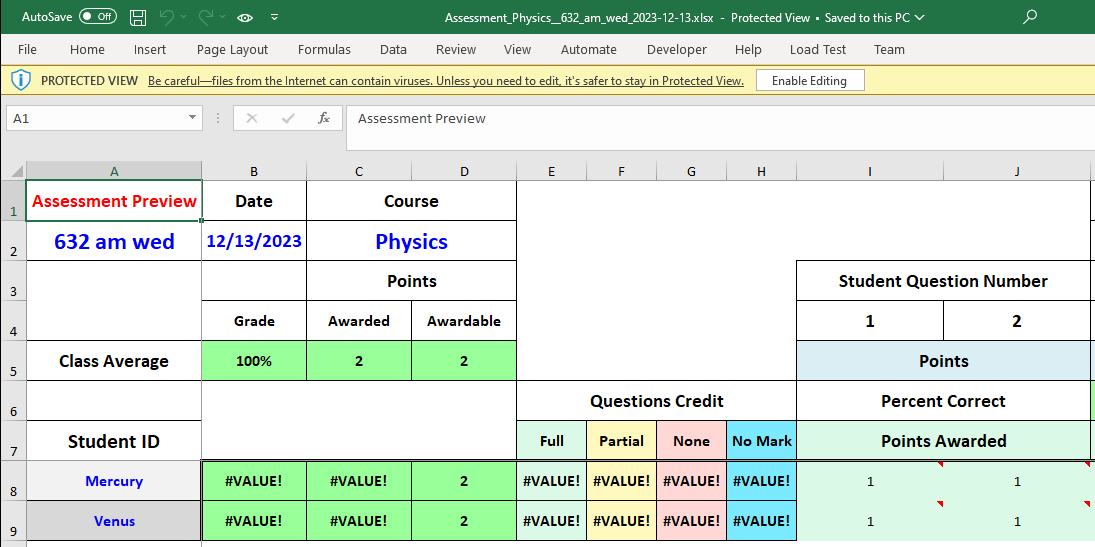 AutoSave Off Assessment_Physics__632_am_wed_2023-12-13.xlsx - Protected View • Saved to this PC
File Home Insert Page Layout Formulas Data Review View Automate Developer Help Load Test Team
PROTECTED VIEW Be careful—files from the Internet can contain viruses. Unless you need to edit, it's safer to stay in Protected View. Enable Editing
A1 fx Assessment Preview
A B C D E F G H I J
1 Assessment Preview Date Course
2 632 am wed 12/13/2023 Physics
3 Points Student Question Number
4 Grade Awarded Awardable 1 2
5 Class Average 100% 2 2 Points
6 Questions Credit Percent Correct
7 Student ID Full Partial None No Mark Points Awarded
8 Mercury #VALUE! #VALUE! 2 #VALUE! #VALUE! #VALUE! #VALUE! 1 1
9 Venus #VALUE! #VALUE! 2 #VALUE! #VALUE! #VALUE! #VALUE! 1 1